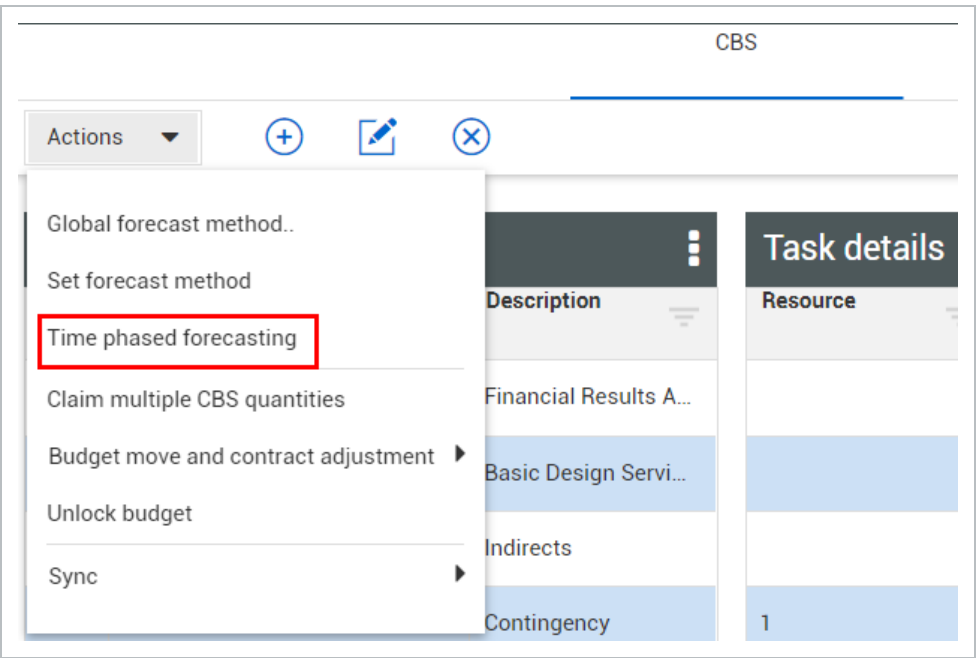 CBS
Actions
Global forecast method..
Set forecast method
Time phased forecasting
Claim multiple CBS quantities
Budget move and contract adjustment
Unlock budget
Sync
Description
Financial Results A...
Basic Design Servi...
Indirects
Contingency
Task details
Resource
1